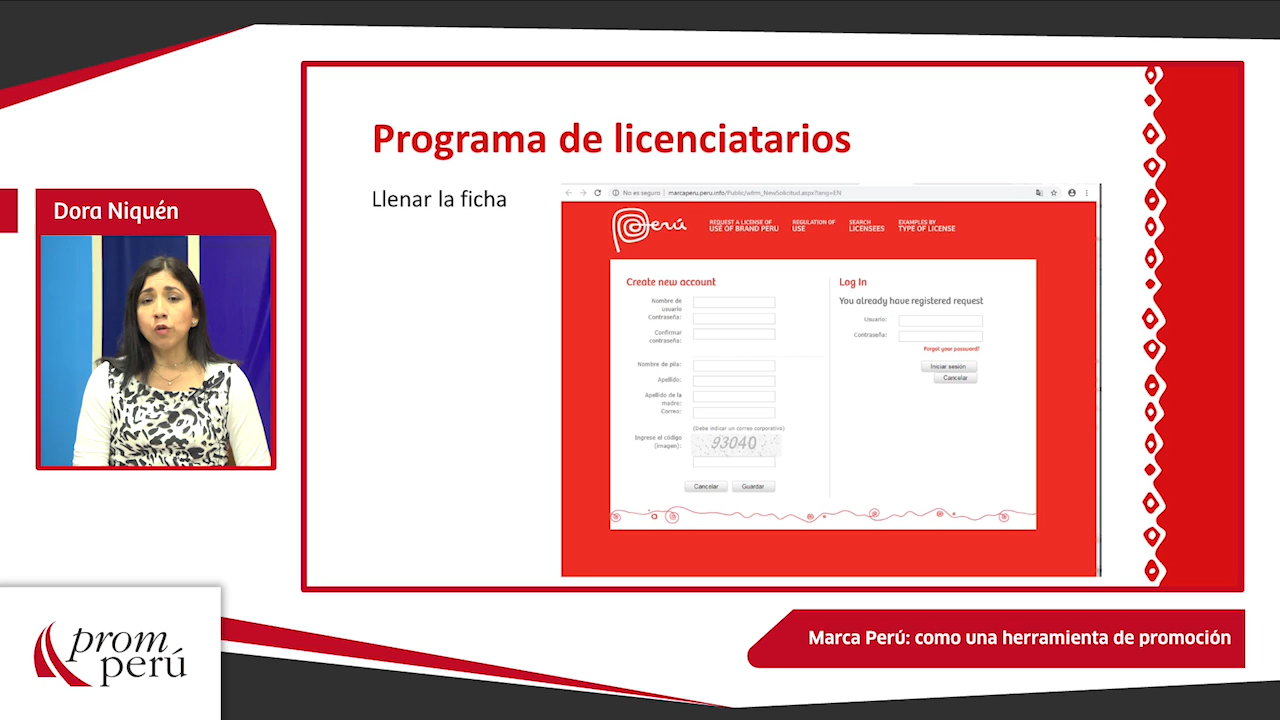 Programa de licenciatarios
Llenar la ficha
Dora Niquén
No es seguro | marcaperu.peru.info/Public/wfrm_NewSolicitud.aspx?lang=EN
Perú
REQUEST A LICENSE OF
USE OF BRAND PERU
REGULATION OF
USE
SEARCH
LICENSEES
EXAMPLES BY
TYPE OF LICENSE
Create new account
Nombre de
usuario
Contraseña:
Confirmar
contraseña:
Nombre de pila:
Apellido:
Apellido de la
madre:
Correo:
(Debe indicar un correo corporativo)
Ingrese el código
(imagen):
93040
Cancelar
Guardar
Log In
You already have registered request
Usuario:
Contraseña:
Forgot your password?
Iniciar sesión
Cancelar
prom
perú
Marca Perú: como una herramienta de promoción